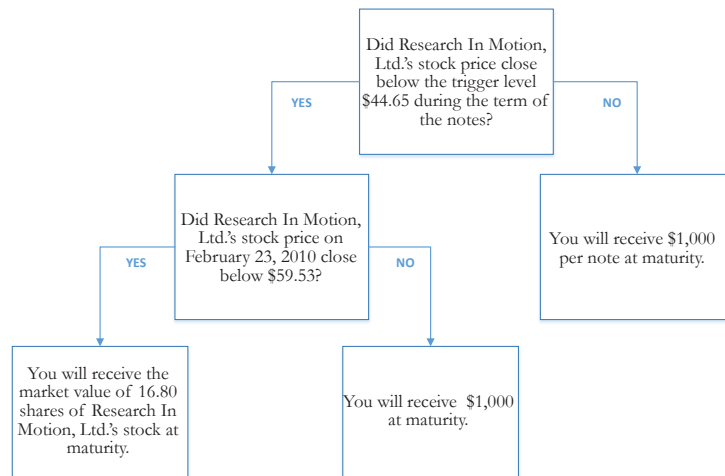 Did Research In Motion,
Ltd.'s stock price close
below the trigger level
$44.65 during the term of
the notes?
YES
NO
Did Research In Motion,
Ltd.'s stock price on
February 23, 2010 close
below $59.53?
You will receive $1,000
per note at maturity.
YES
NO
You will receive the
market value of 16.80
shares of Research In
Motion, Ltd.'s stock at
maturity.
You will receive  $1,000
at maturity.